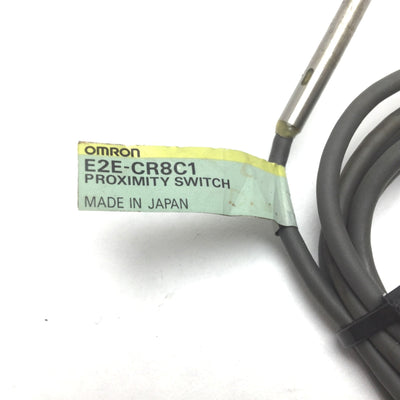 OMRON
E2E-CR8C1
PROXIMITY SWITCH
MADE IN JAPAN